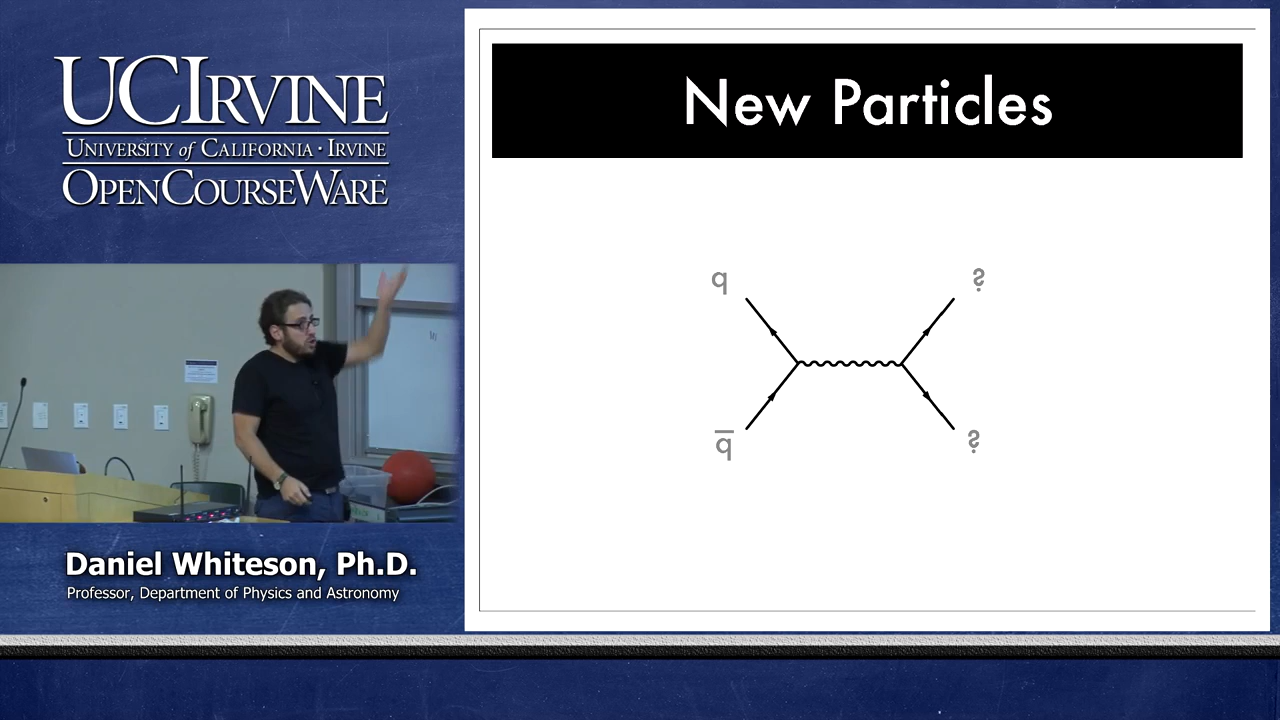 UCIRVINE
UNIVERSITY of CALIFORNIA · IRVINE
OPENCOURSEWARE
New Particles
q
?
q̅
?
Daniel Whiteson, Ph.D.
Professor, Department of Physics and Astronomy